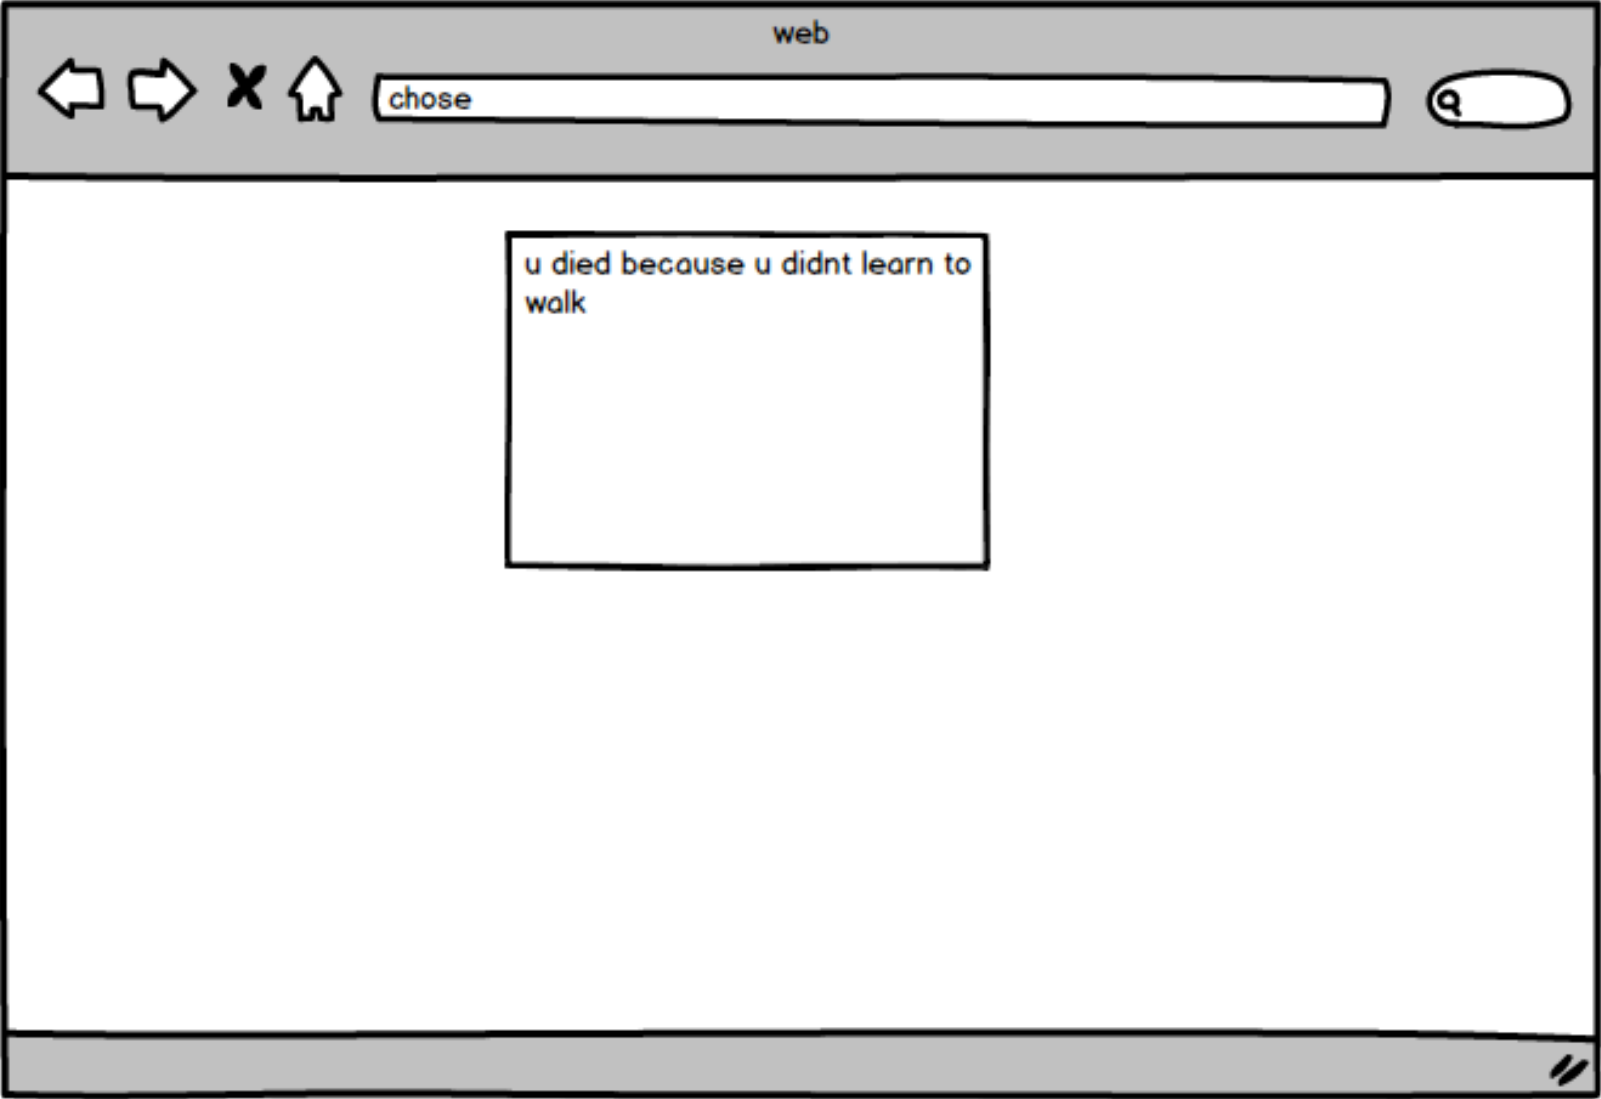 web
chose
u died because u didnt learn to
walk